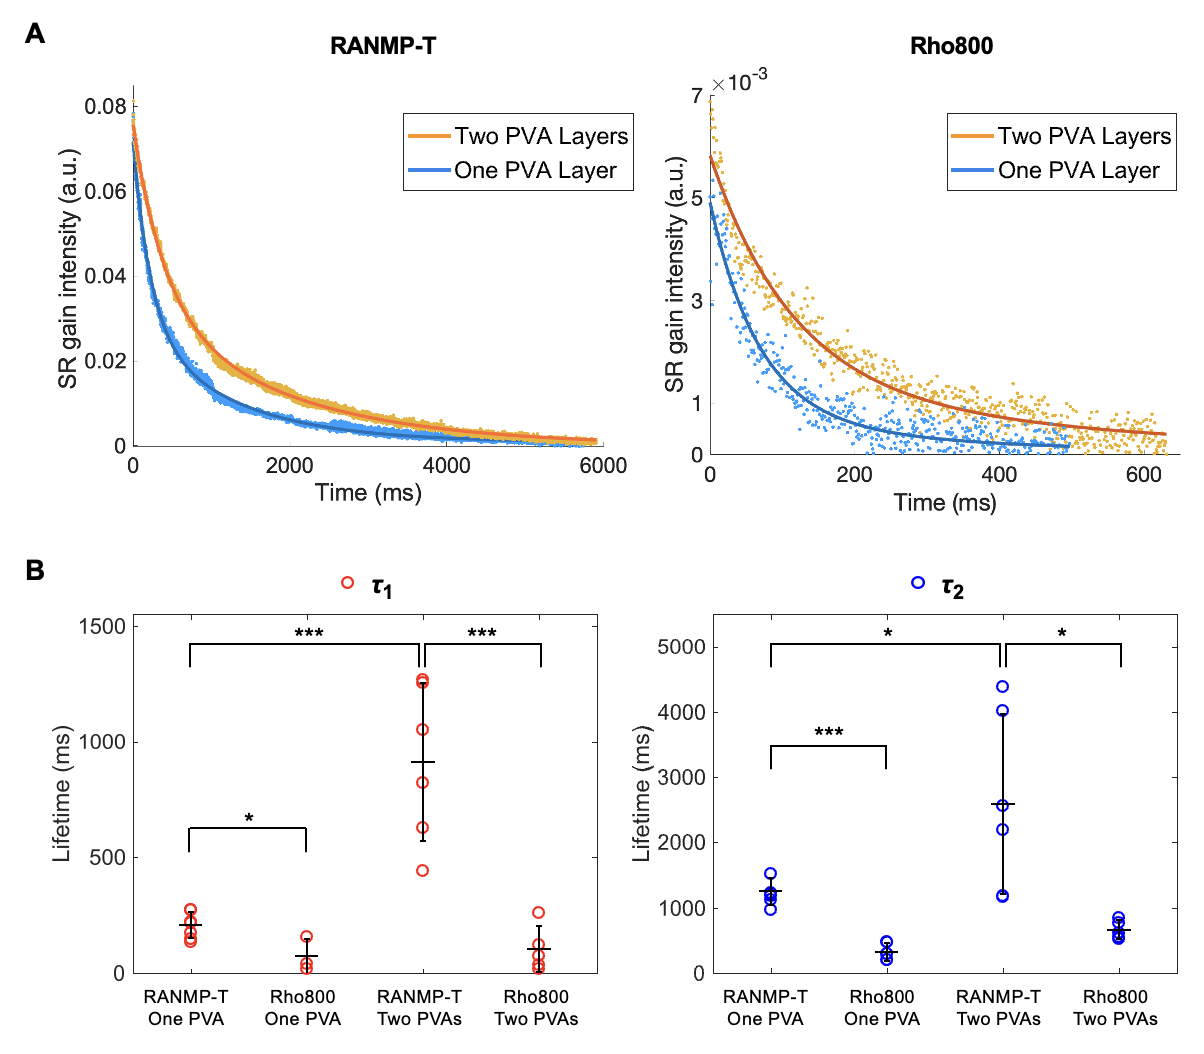 A
RANMP-T
Rho800
SR gain intensity (a.u.)
0.08
0.06
0.04
0.02
0
0
2000
4000
6000
Time (ms)
Two PVA Layers
One PVA Layer
SR gain intensity (a.u.)
×10⁻³
7
5
3
1
0
0
200
400
600
Time (ms)
Two PVA Layers
One PVA Layer
B
τ₁
Lifetime (ms)
1500
1000
500
0
***
***
*
RANMP-T
One PVA
Rho800
One PVA
RANMP-T
Two PVAs
Rho800
Two PVAs
τ₂
Lifetime (ms)
5000
4000
3000
2000
1000
0
*
*
***
RANMP-T
One PVA
Rho800
One PVA
RANMP-T
Two PVAs
Rho800
Two PVAs